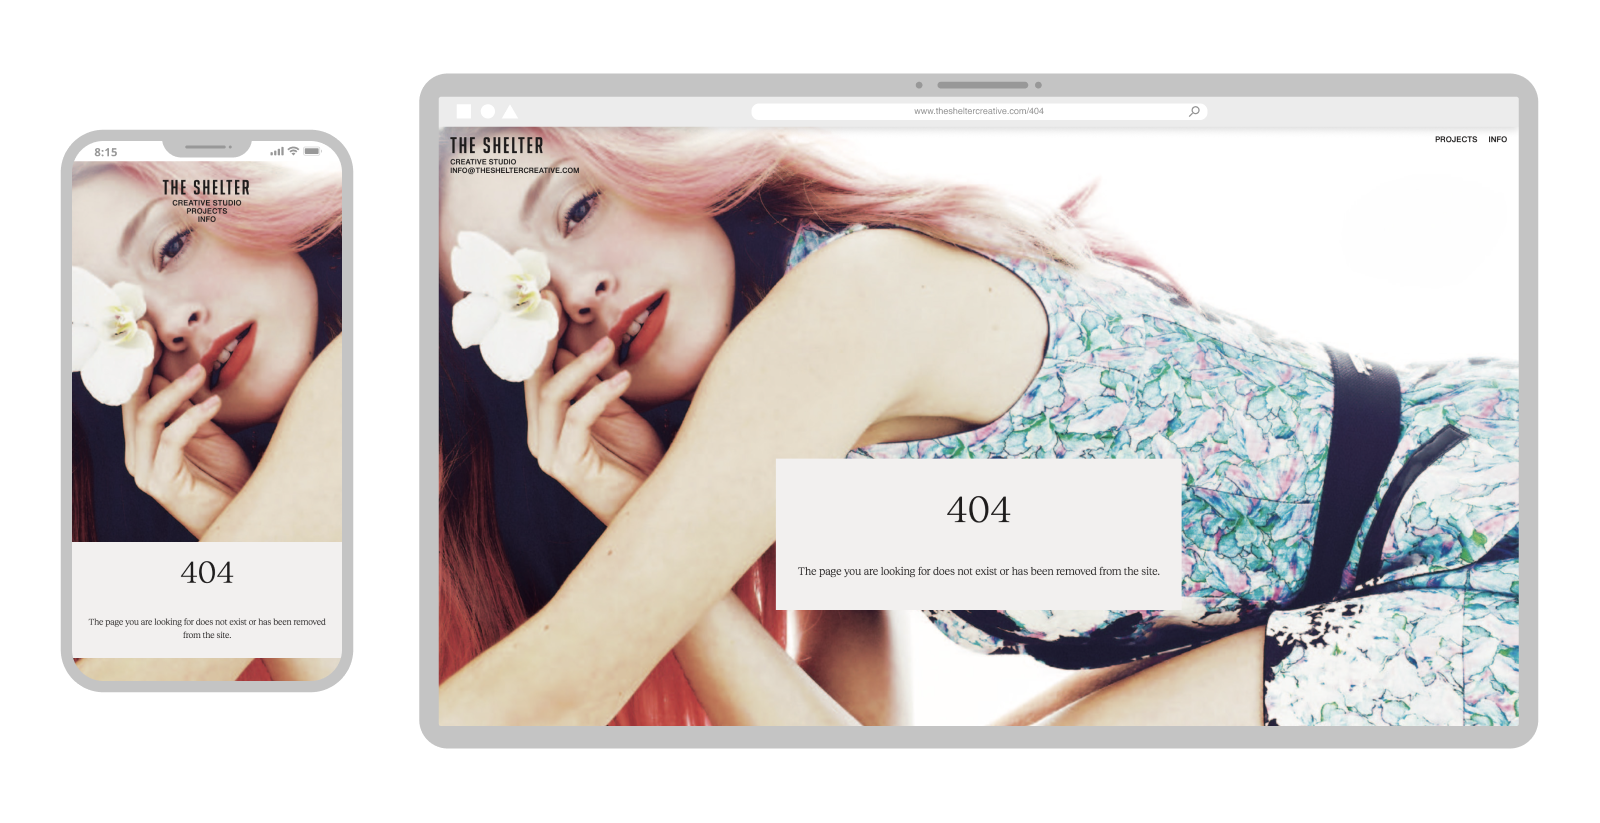 8:15
THE SHELTER
CREATIVE STUDIO
PROJECTS
INFO
404
The page you are looking for does not exist or has been removed
from the site.
www.thesheltercreative.com/404
THE SHELTER
CREATIVE STUDIO
INFO@THESHELTERCREATIVE.COM
PROJECTS INFO
404
The page you are looking for does not exist or has been removed from the site.